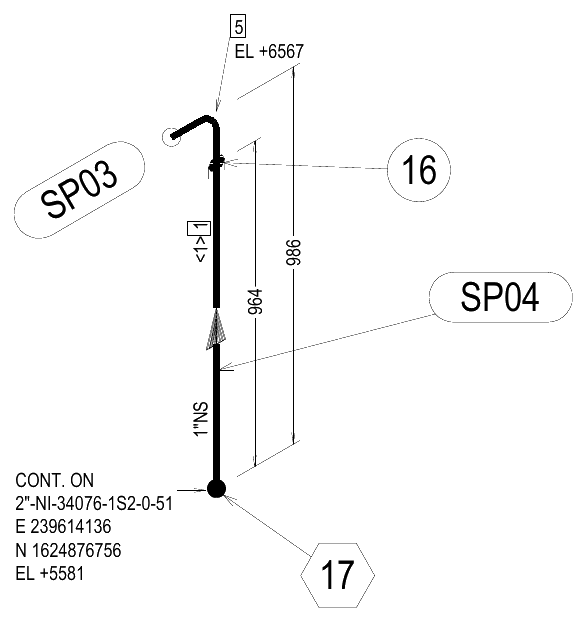 5
EL +6567
SP03
16
<1> 1
986
964
SP04
1"NS
CONT. ON
2"-NI-34076-1S2-0-51
E 239614136
N 1624876756
EL +5581
17